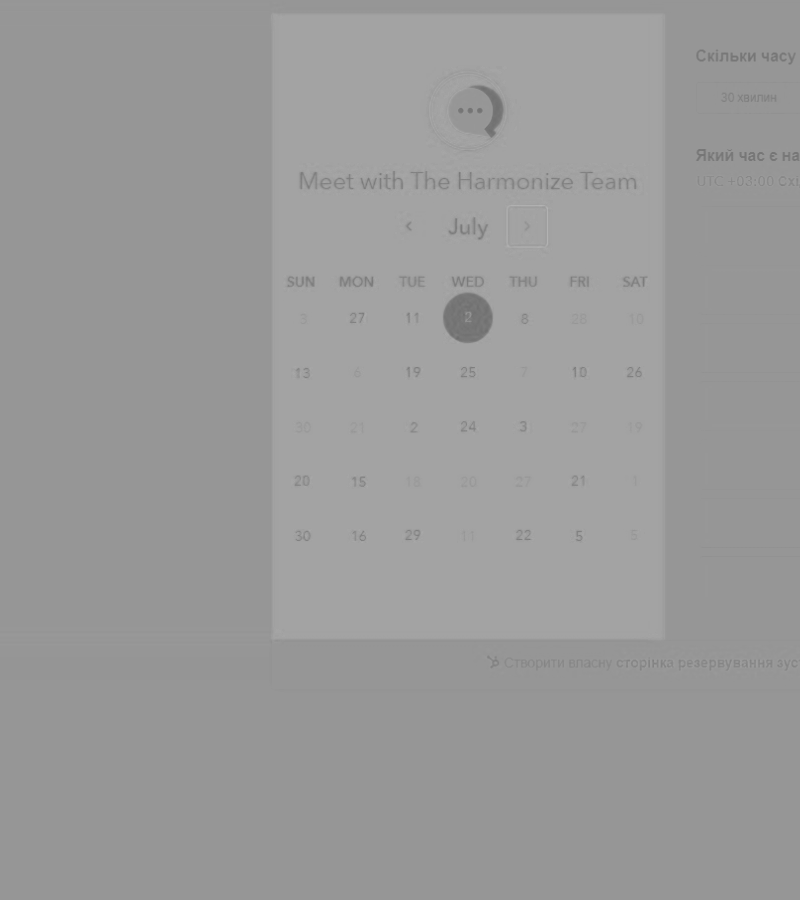 Скільки часу
30 хвилин
Meet with The Harmonize Team
Який час є на
UTC +03:00 Схі
July
SUN MON TUE WED THU FRI SAT
3 27 11 2 8 28 10
13 6 19 25 7 10 26
30 21 2 24 3 27 19
20 15 18 20 27 21 1
30 16 29 11 22 5 5
Створити власну сторінка резервування зус